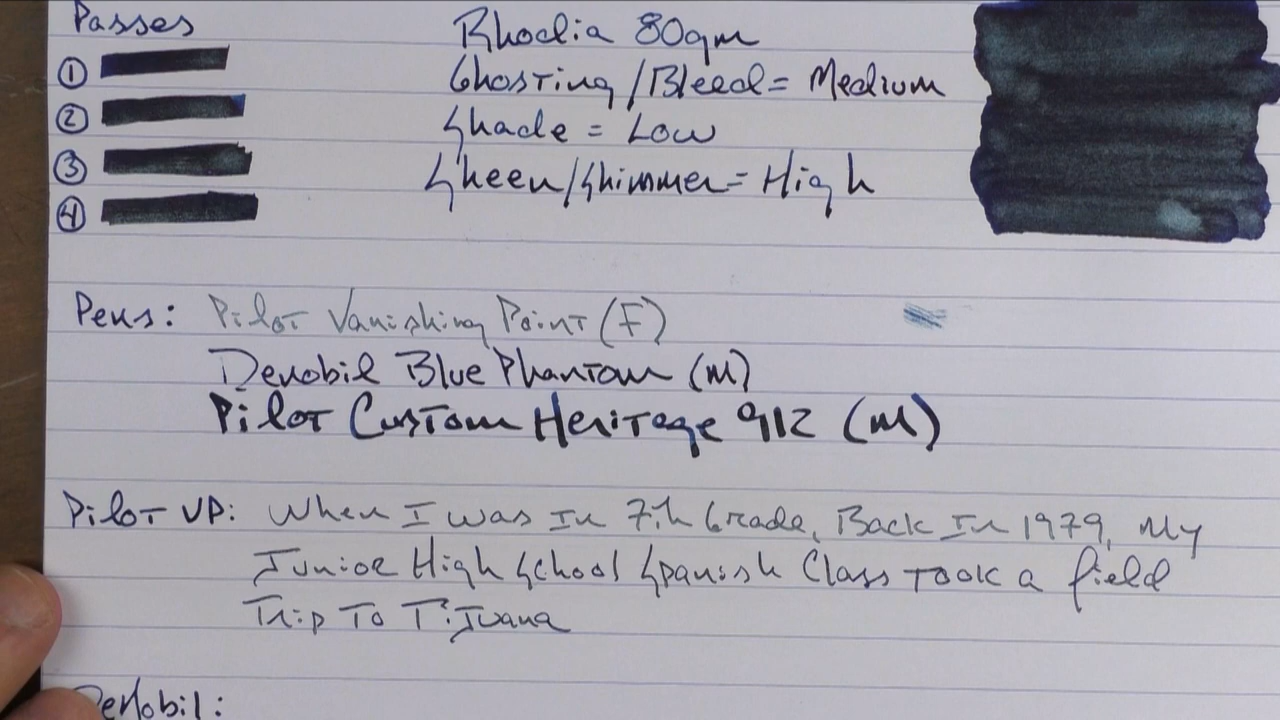 Passes
①
②
③
④
Rhodia 80gm
Ghosting/Bleed = Medium
Shade = Low
Sheen/Shimmer = High
Pens: Pilot Vanishing Point (F)
Denobil Blue Phantom (M)
Pilot Custom Heritage 912 (M)
Pilot VP: When I was In 7th Grade, Back In 1979, My
Junior High School Spanish Class Took a field
Trip To Tijuana
Denobil: